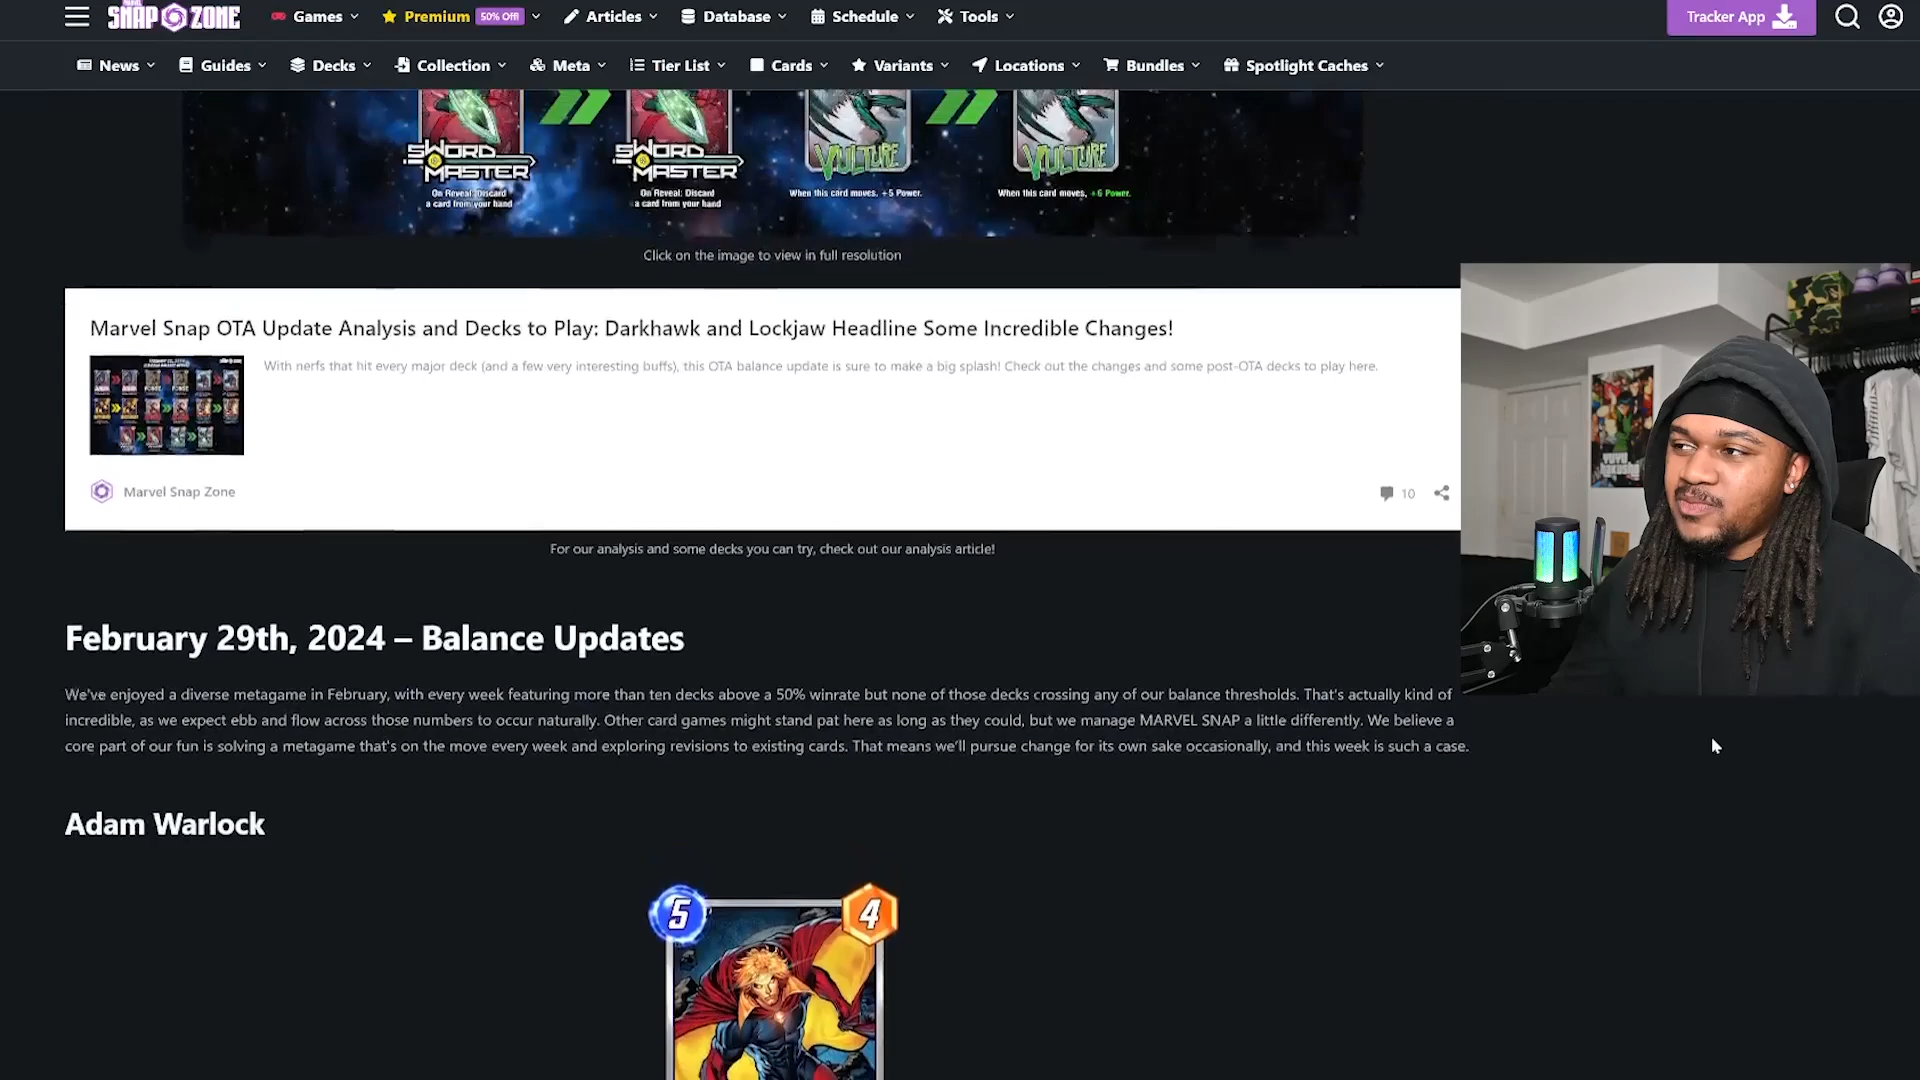 MARVEL
SNAP ZONE
Games
Premium 50% Off!
Articles
Database
Schedule
Tools
Tracker App
News
Guides
Decks
Collection
Meta
Tier List
Cards
Variants
Locations
Bundles
Spotlight Caches
SWORD MASTER
On Reveal: Discard
a card from your hand
SWORD MASTER
On Reveal: Discard
a card from your hand
VULTURE
When this card moves, +5 Power.
VULTURE
When this card moves, +6 Power.
Click on the image to view in full resolution
Marvel Snap OTA Update Analysis and Decks to Play: Darkhawk and Lockjaw Headline Some Incredible Changes!
With nerfs that hit every major deck (and a few very interesting buffs), this OTA balance update is sure to make a big splash! Check out the changes and some post-OTA decks to play here.
Marvel Snap Zone
10
For our analysis and some decks you can try, check out our analysis article!
February 29th, 2024 – Balance Updates
We've enjoyed a diverse metagame in February, with every week featuring more than ten decks above a 50% winrate but none of those decks crossing any of our balance thresholds. That's actually kind of
incredible, as we expect ebb and flow across those numbers to occur naturally. Other card games might stand pat here as long as they could, but we manage MARVEL SNAP a little differently. We believe a
core part of our fun is solving a metagame that's on the move every week and exploring revisions to existing cards. That means we'll pursue change for its own sake occasionally, and this week is such a case.
Adam Warlock
5
4